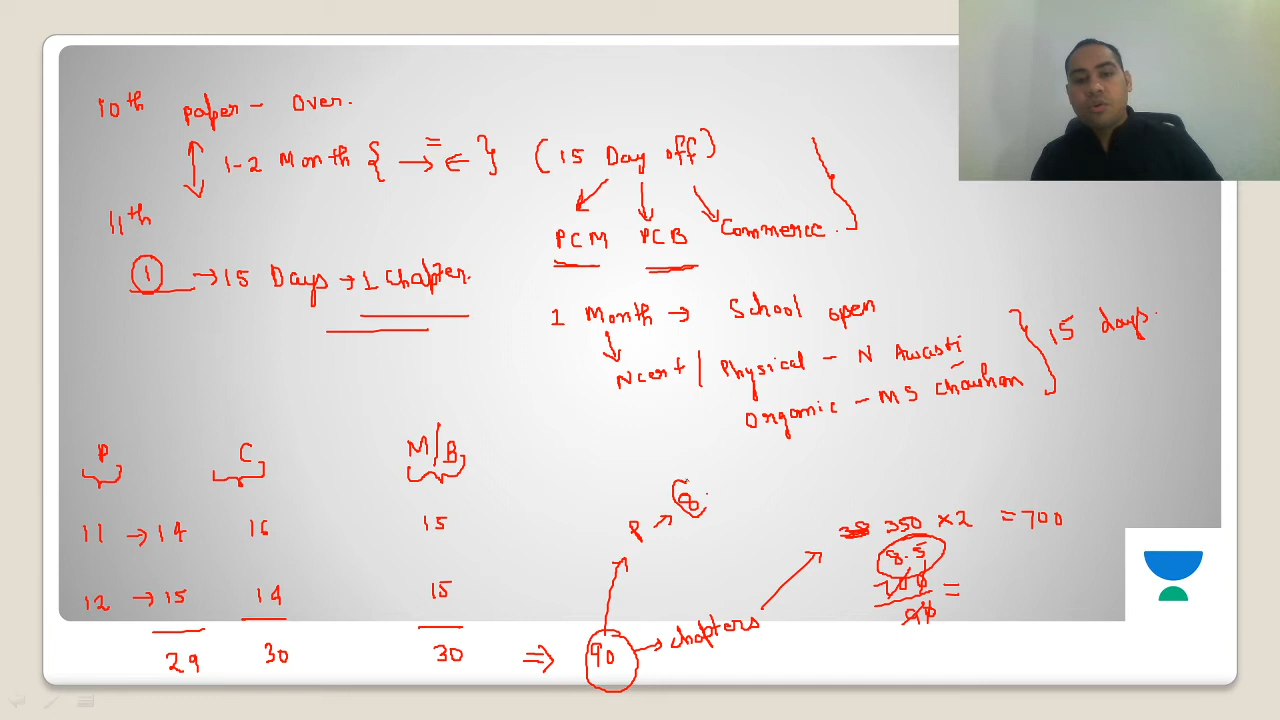 10th paper - Over.
1-2 Month { → = ← } (15 Day off)
11th
PCM PCB Commerce.
① → 15 Days → 1 Chapter.
1 Month → School open
Ncert | Physical - N Awasti
Organic - MS Chouhan
15 days.
P C M/B
11 → 14 16 15
12 → 15 14 15
29 30 30 ⇒ 90 → chapters
P → 8
350 × 2 = 700
8.5
700 =
90